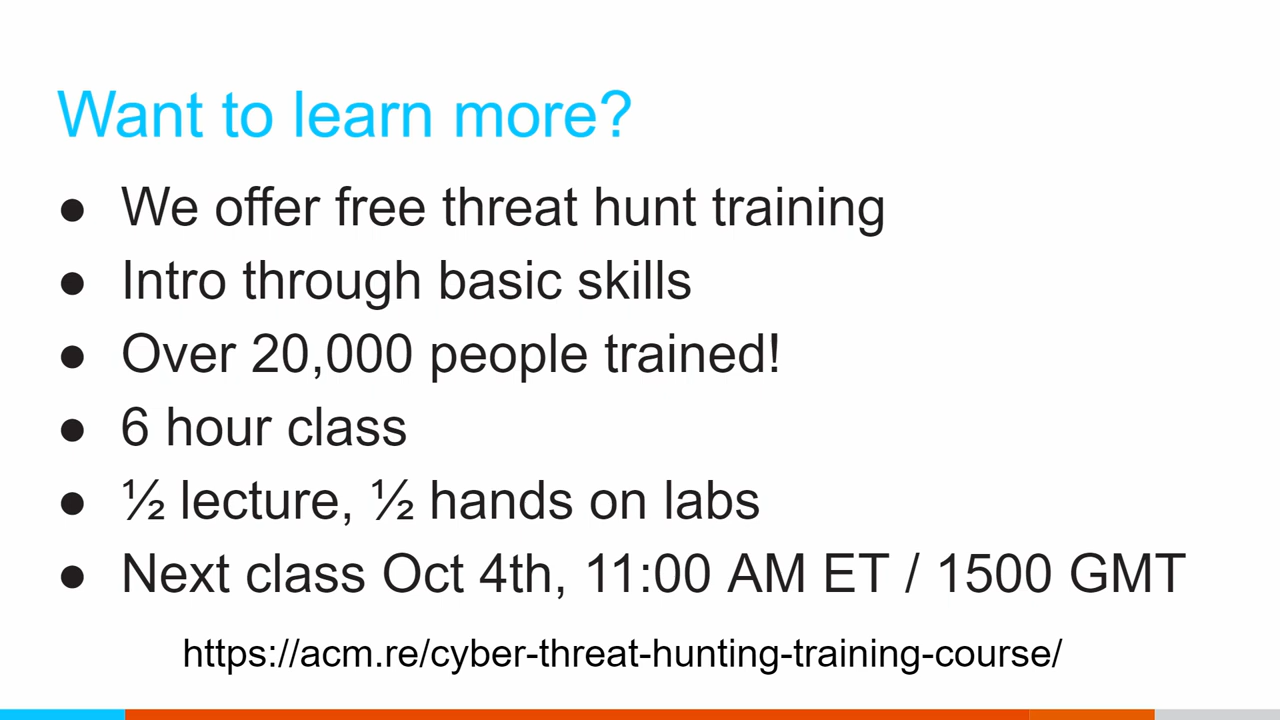 Want to learn more?
● We offer free threat hunt training
● Intro through basic skills
● Over 20,000 people trained!
● 6 hour class
● ½ lecture, ½ hands on labs
● Next class Oct 4th, 11:00 AM ET / 1500 GMT
https://acm.re/cyber-threat-hunting-training-course/